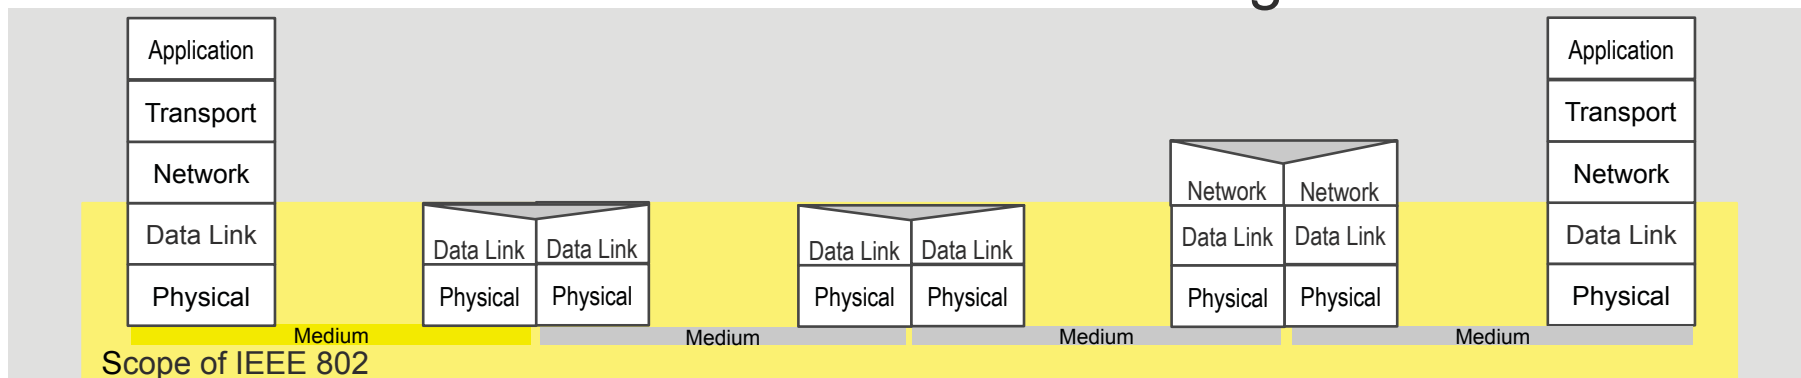 Application
Transport
Network
Data Link
Physical
Data Link Data Link
Physical Physical
Data Link Data Link
Physical Physical
Network Network
Data Link Data Link
Physical Physical
Application
Transport
Network
Data Link
Physical
Medium Medium Medium Medium
Scope of IEEE 802